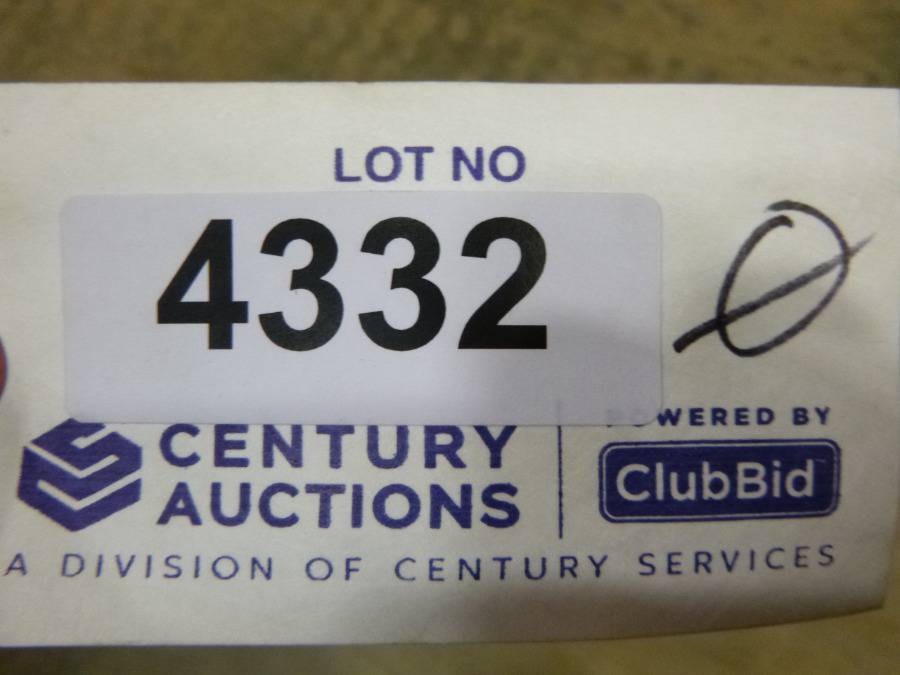 LOT NO
4332 Ø
CENTURY
AUCTIONS
POWERED BY
ClubBid
A DIVISION OF CENTURY SERVICES